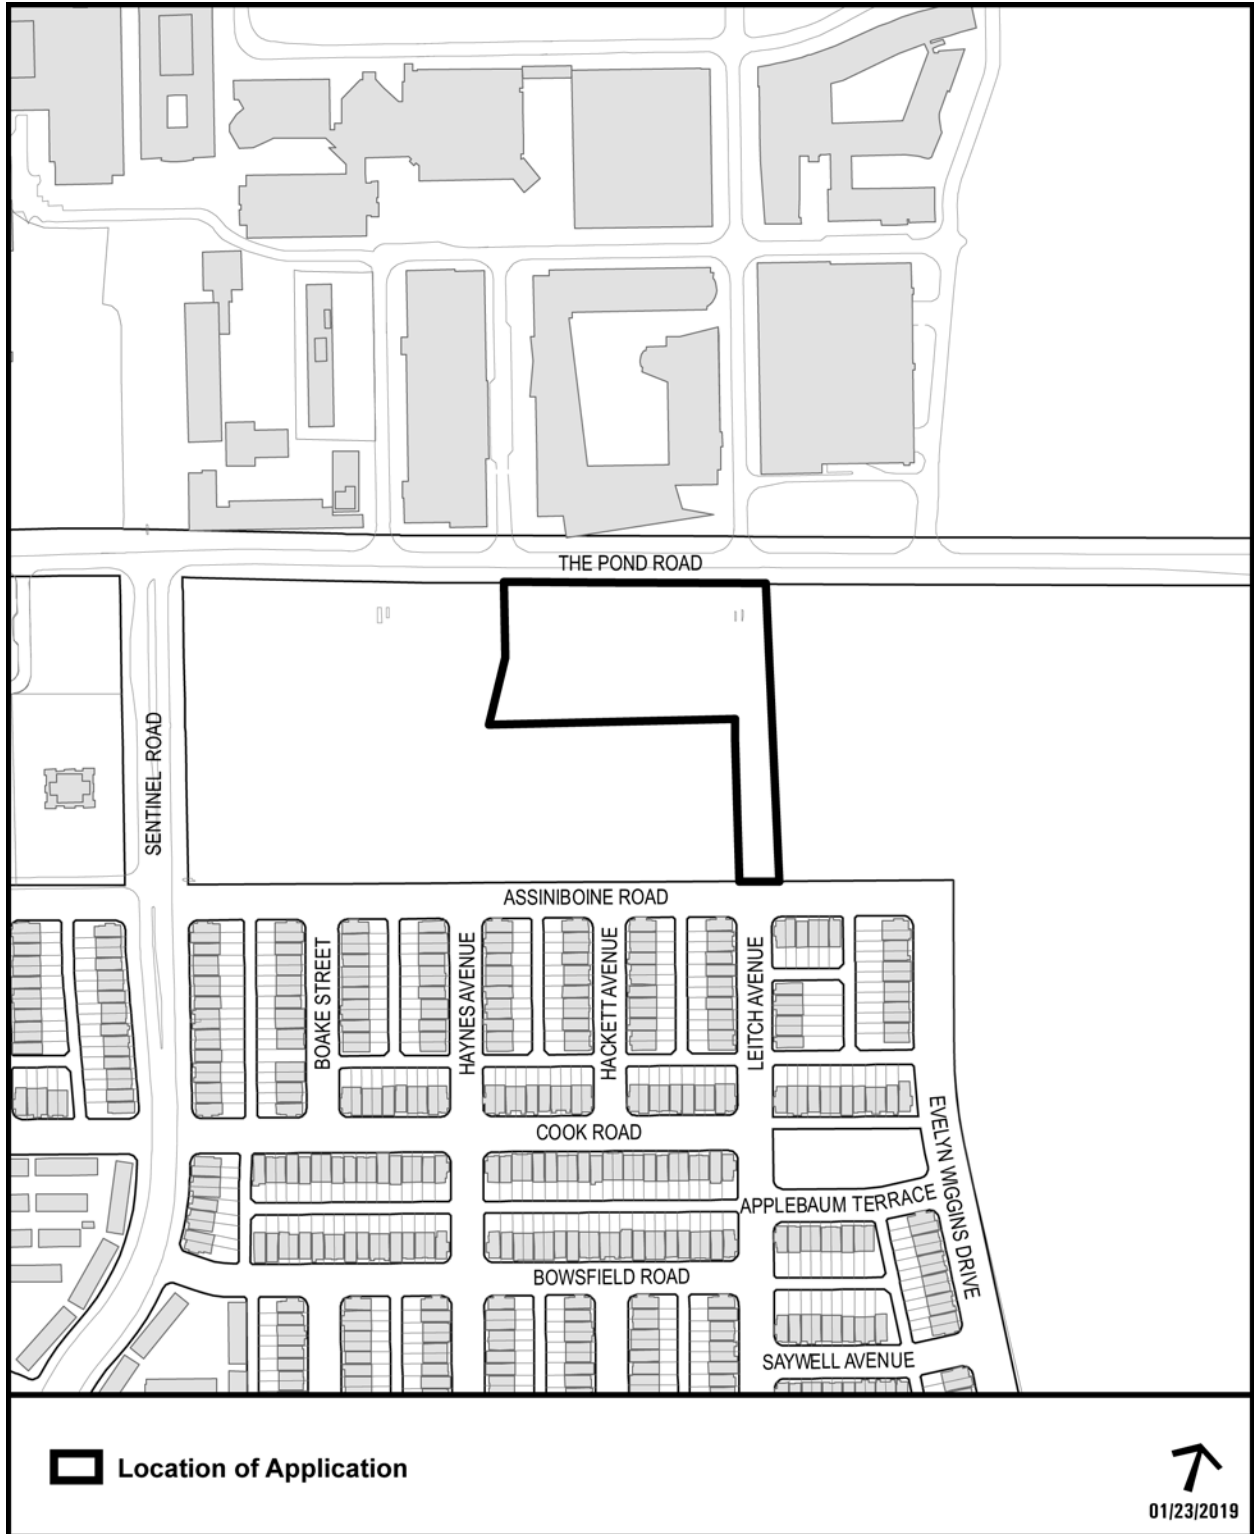 THE POND ROAD
SENTINEL ROAD
ASSINIBOINE ROAD
BOAKE STREET
HAYNES AVENUE
HACKETT AVENUE
LEITCH AVENUE
COOK ROAD
EVELYN WIGGINS DRIVE
APPLEBAUM TERRACE
BOWSFIELD ROAD
SAYWELL AVENUE
Location of Application
01/23/2019